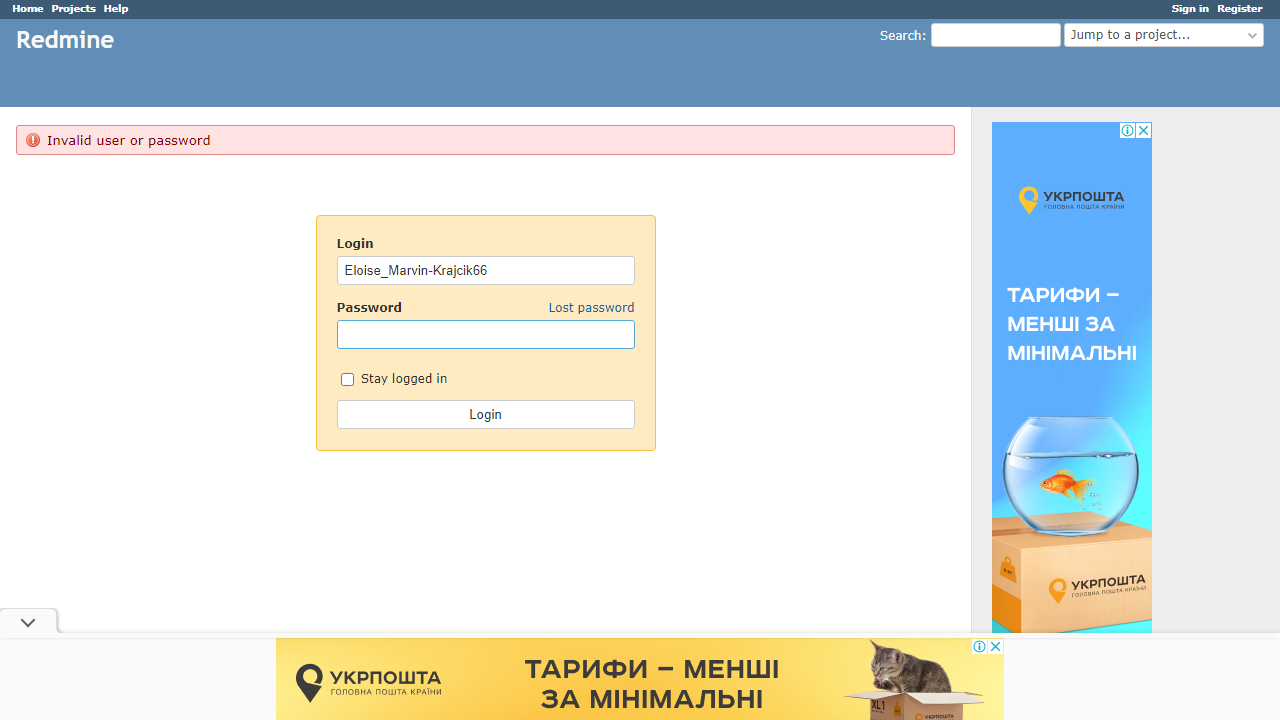 Home Projects Help
Sign in Register
Redmine
Search:
Jump to a project...
Invalid user or password
Login
Eloise_Marvin-Krajcik66
Password
Lost password
Stay logged in
Login
УКРПОШТА
ГОЛОВНА ПОШТА КРАЇНИ
ТАРИФИ –
МЕНШІ ЗА
МІНІМАЛЬНІ
УКРПОШТА
ГОЛОВНА ПОШТА КРАЇНИ
УКРПОШТА
ГОЛОВНА ПОШТА КРАЇНИ
ТАРИФИ – МЕНШІ
ЗА МІНІМАЛЬНІ
XL1
УКРПОШТА